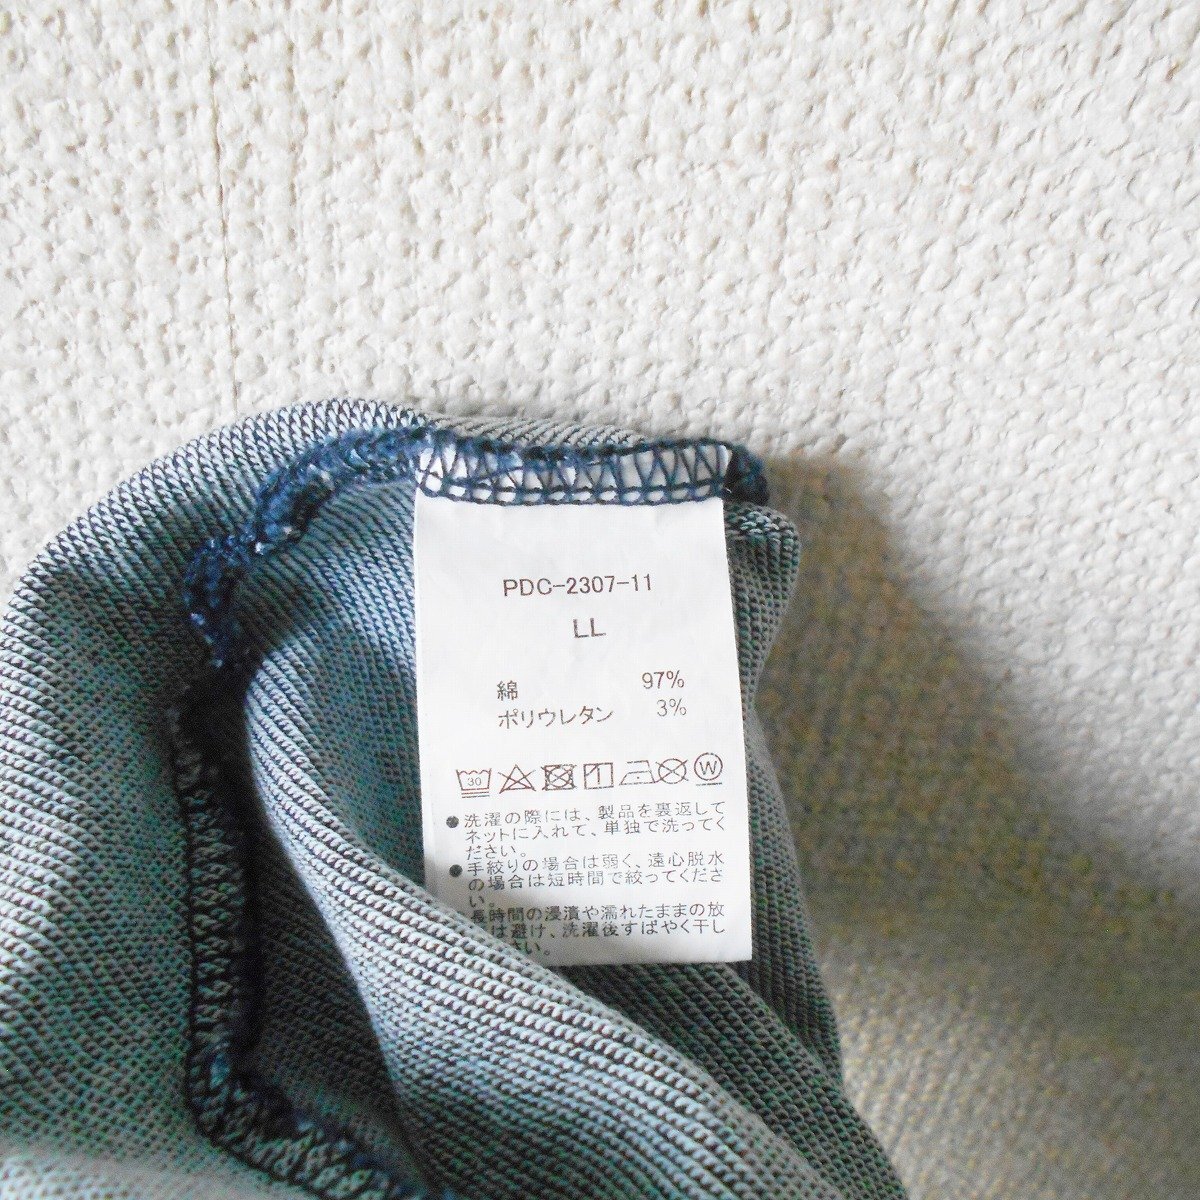 PDC-2307-11
LL
綿 97%
ポリウレタン 3%
30 W
●洗濯の際には、製品を裏返して
ネットに入れて、単独で洗ってく
ださい。
●手絞りの場合は弱く、遠心脱水
の場合は短時間で絞ってくださ
い。
長時間の浸漬や濡れたままの放
は避け、洗濯後すばやく干し
さい。